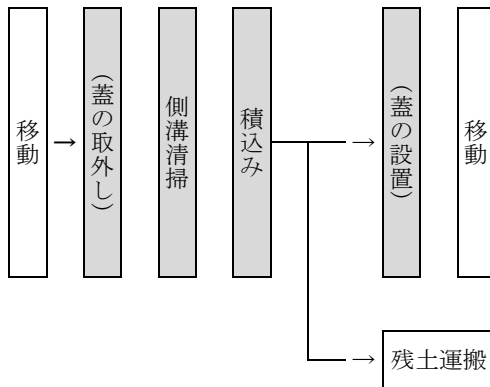 移動
→
(蓋の取外し)
側溝清掃
積込み
→
(蓋の設置)
移動
→
残土運搬